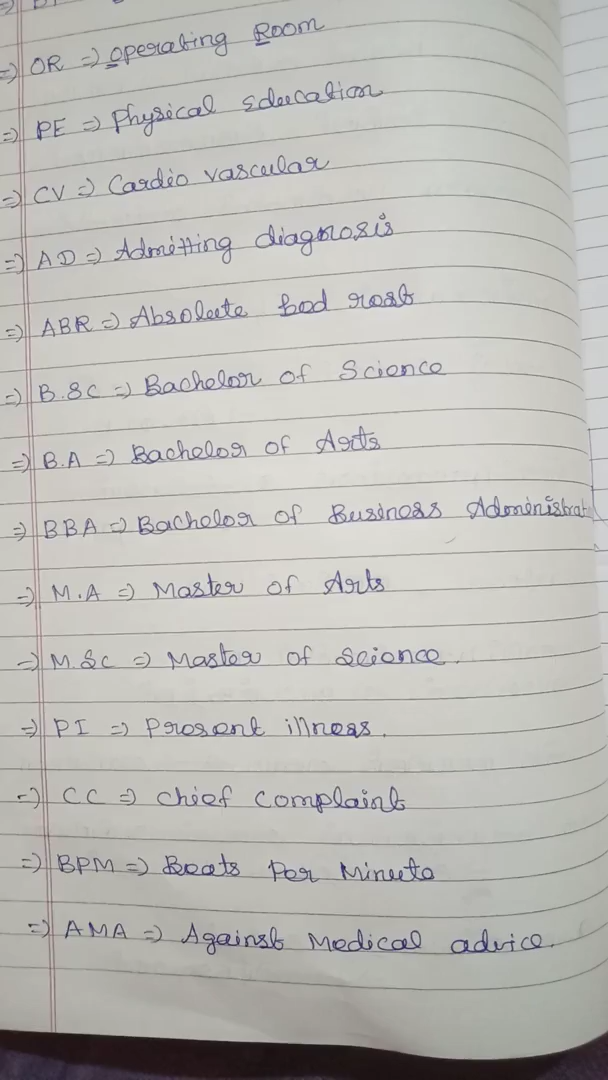 => OR => Operating Room
=> PE => Physical Education
=> CV => Cardio vascular
=> AD => Admitting diagnosis
=> ABR => Absolute bed rest
=> B.SC => Bachelor of Science
=> B.A => Bachelor of Arts
=> BBA => Bachelor of Business Administrat
=> M.A => Master of Arts
=> M.SC => Master of Science.
=> PI => Present illness.
=> CC => Chief Complaint
=> BPM => Beats Per Minute
=> AMA => Against Medical advice.